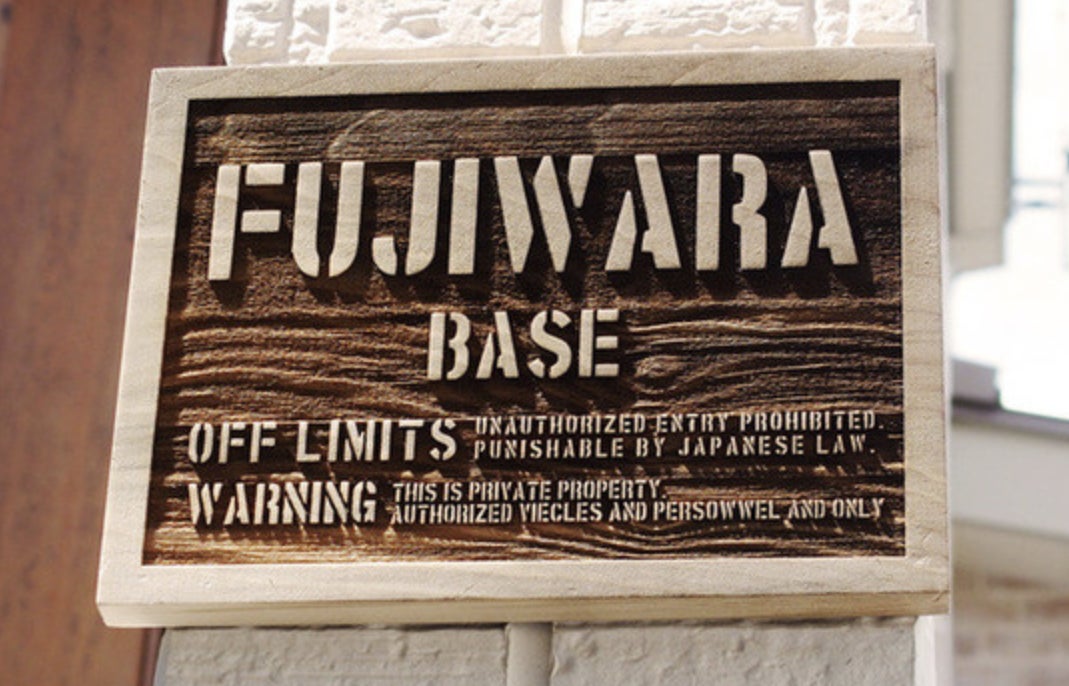 FUJIWARA
BASE
OFF LIMITS
UNAUTHORIZED ENTRY PROHIBITED.
PUNISHABLE BY JAPANESE LAW.
WARNING
THIS IS PRIVATE PROPERTY.
AUTHORIZED VIECLES AND PERSOWWEL AND ONLY